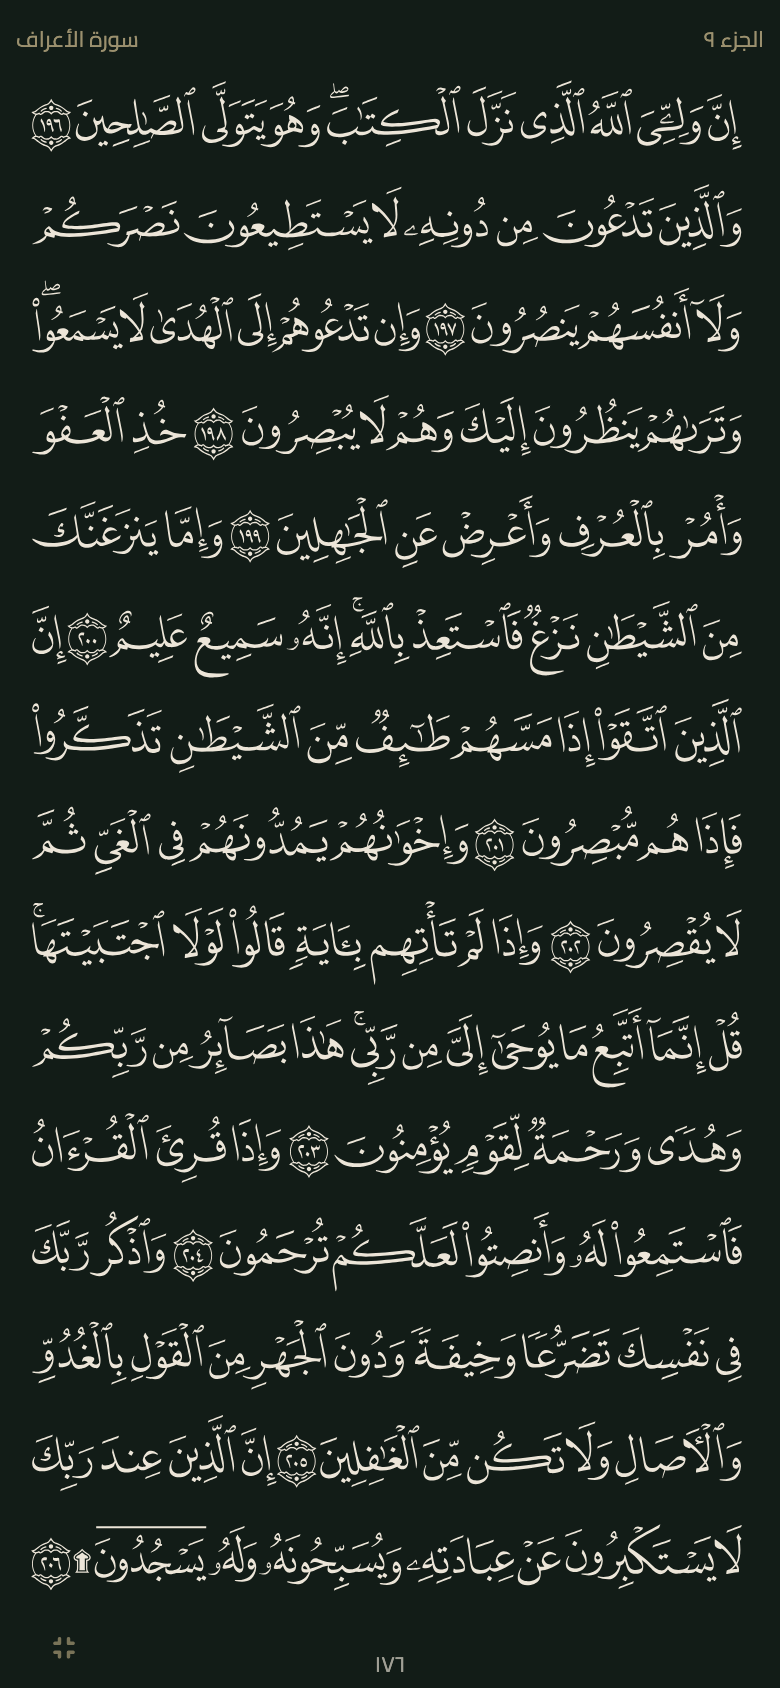 الجزء ٩ سورة الأعراف
إِنَّ وَلِـِّۧيَ ٱللَّهُ ٱلَّذِى نَزَّلَ ٱلْكِتَـٰبَ ۖ وَهُوَ يَتَوَلَّى ٱلصَّـٰلِحِينَ ١٩٦
وَٱلَّذِينَ تَدْعُونَ مِن دُونِهِۦ لَا يَسْتَطِيعُونَ نَصْرَكُمْ
وَلَآ أَنفُسَهُمْ يَنصُرُونَ ١٩٧ وَإِن تَدْعُوهُمْ إِلَى ٱلْهُدَىٰ لَا يَسْمَعُوا۟ ۖ
وَتَرَىٰهُمْ يَنظُرُونَ إِلَيْكَ وَهُمْ لَا يُبْصِرُونَ ١٩٨ خُذِ ٱلْعَفْوَ
وَأْمُرْ بِٱلْعُرْفِ وَأَعْرِضْ عَنِ ٱلْجَـٰهِلِينَ ١٩٩ وَإِمَّا يَنزَغَنَّكَ
مِنَ ٱلشَّيْطَـٰنِ نَزْغٌ فَٱسْتَعِذْ بِٱللَّهِ ۚ إِنَّهُۥ سَمِيعٌ عَلِيمٌ ٢٠٠ إِنَّ
ٱلَّذِينَ ٱتَّقَوْا۟ إِذَا مَسَّهُمْ طَـٰٓئِفٌ مِّنَ ٱلشَّيْطَـٰنِ تَذَكَّرُوا۟
فَإِذَا هُم مُّبْصِرُونَ ٢٠١ وَإِخْوَٰنُهُمْ يَمُدُّونَهُمْ فِى ٱلْغَىِّ ثُمَّ
لَا يُقْصِرُونَ ٢٠٢ وَإِذَا لَمْ تَأْتِهِم بِـَٔايَةٍ قَالُوا۟ لَوْلَا ٱجْتَبَيْتَهَا ۚ
قُلْ إِنَّمَآ أَتَّبِعُ مَا يُوحَىٰٓ إِلَىَّ مِن رَّبِّى ۚ هَـٰذَا بَصَآئِرُ مِن رَّبِّكُمْ
وَهُدًى وَرَحْمَةٌ لِّقَوْمٍ يُؤْمِنُونَ ٢٠٣ وَإِذَا قُرِئَ ٱلْقُرْءَانُ
فَٱسْتَمِعُوا۟ لَهُۥ وَأَنصِتُوا۟ لَعَلَّكُمْ تُرْحَمُونَ ٢٠٤ وَٱذْكُر رَّبَّكَ
فِى نَفْسِكَ تَضَرُّعًا وَخِيفَةً وَدُونَ ٱلْجَهْرِ مِنَ ٱلْقَوْلِ بِٱلْغُدُوِّ
وَٱلْـَٔاصَالِ وَلَا تَكُن مِّنَ ٱلْغَـٰفِلِينَ ٢٠٥ إِنَّ ٱلَّذِينَ عِندَ رَبِّكَ
لَا يَسْتَكْبِرُونَ عَنْ عِبَادَتِهِۦ وَيُسَبِّحُونَهُۥ وَلَهُۥ يَسْجُدُونَ ۩ ٢٠٦
١٧٦